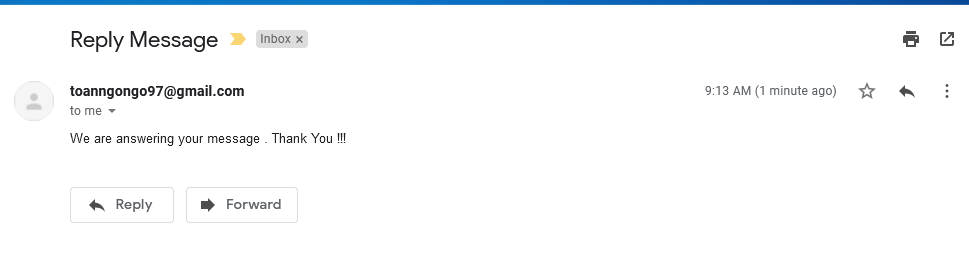 Reply Message Inbox ×
toanngongo97@gmail.com 9:13 AM (1 minute ago)
to me
We are answering your message . Thank You !!!
Reply Forward